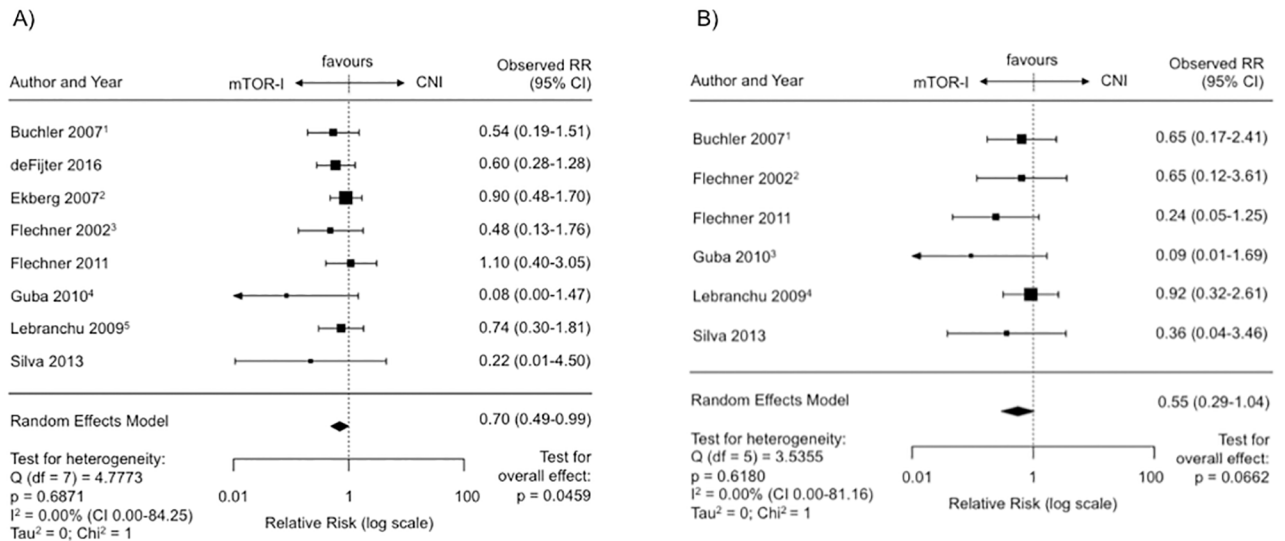 A)
favours
Author and Year mTOR-I CNI Observed RR
(95% CI)
Buchler 2007¹ 0.54 (0.19-1.51)
deFijter 2016 0.60 (0.28-1.28)
Ekberg 2007² 0.90 (0.48-1.70)
Flechner 2002³ 0.48 (0.13-1.76)
Flechner 2011 1.10 (0.40-3.05)
Guba 2010⁴ 0.08 (0.00-1.47)
Lebranchu 2009⁵ 0.74 (0.30-1.81)
Silva 2013 0.22 (0.01-4.50)
Random Effects Model 0.70 (0.49-0.99)
Test for heterogeneity:
Q (df = 7) = 4.7773
p = 0.6871
I² = 0.00% (CI 0.00-84.25)
Tau² = 0; Chi² = 1
0.01 1 100
Relative Risk (log scale)
Test for
overall effect:
p = 0.0459
B)
favours
Author and Year mTOR-I CNI Observed RR
(95% CI)
Buchler 2007¹ 0.65 (0.17-2.41)
Flechner 2002² 0.65 (0.12-3.61)
Flechner 2011 0.24 (0.05-1.25)
Guba 2010³ 0.09 (0.01-1.69)
Lebranchu 2009⁴ 0.92 (0.32-2.61)
Silva 2013 0.36 (0.04-3.46)
Random Effects Model 0.55 (0.29-1.04)
Test for heterogeneity:
Q (df = 5) = 3.5355
p = 0.6180
I² = 0.00% (CI 0.00-81.16)
Tau² = 0; Chi² = 1
0.01 1 100
Relative Risk (log scale)
Test for
overall effect:
p = 0.0662